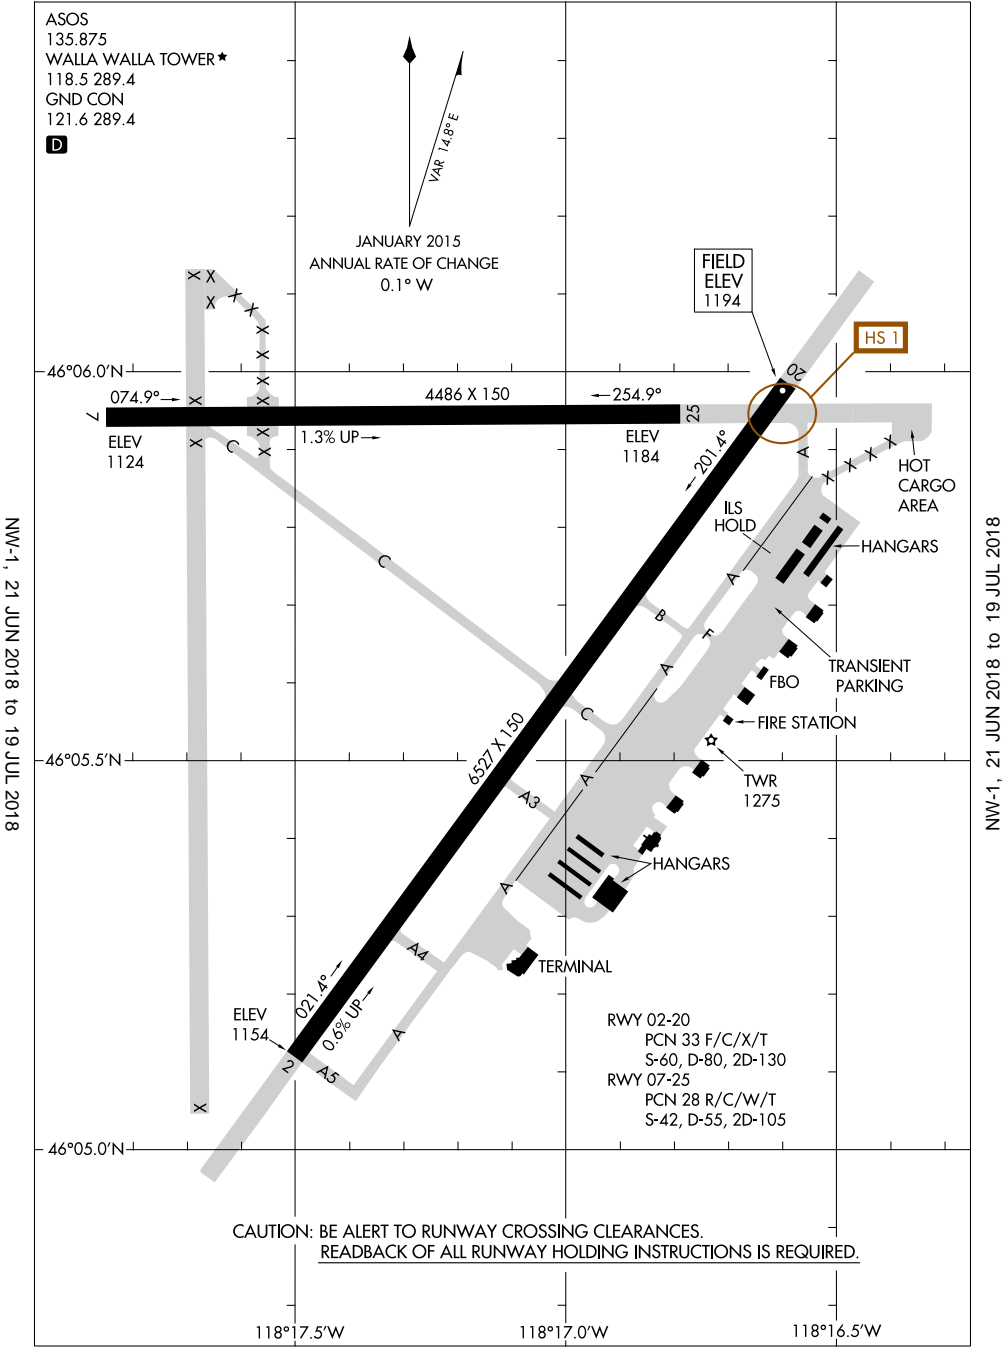 ASOS
135.875
WALLA WALLA TOWER★
118.5 289.4
GND CON
121.6 289.4
D
VAR 14.8° E
JANUARY 2015
ANNUAL RATE OF CHANGE
0.1° W
FIELD
ELEV
1194
HS 1
X X X X
X X
X
X
46°06.0'N
X
20
074.9°
X
4486 X 150
254.9°
7
25
ELEV
1124
X
X
X
C
1.3% UP
ELEV
1184
201.4°
A
X X X X
HOT
CARGO
AREA
ILS
HOLD
HANGARS
C
A
B
F
A
TRANSIENT
PARKING
FBO
C
FIRE STATION
6527 X 150
46°05.5'N
A
TWR
1275
A3
HANGARS
A
A4
TERMINAL
021.4°
0.6% UP
ELEV
1154
A
2
A5
X
RWY 02-20
PCN 33 F/C/X/T
S-60, D-80, 2D-130
RWY 07-25
PCN 28 R/C/W/T
S-42, D-55, 2D-105
46°05.0'N
CAUTION: BE ALERT TO RUNWAY CROSSING CLEARANCES.
READBACK OF ALL RUNWAY HOLDING INSTRUCTIONS IS REQUIRED.
118°17.5'W
118°17.0'W
118°16.5'W
NW-1, 21 JUN 2018 to 19 JUL 2018
NW-1, 21 JUN 2018 to 19 JUL 2018